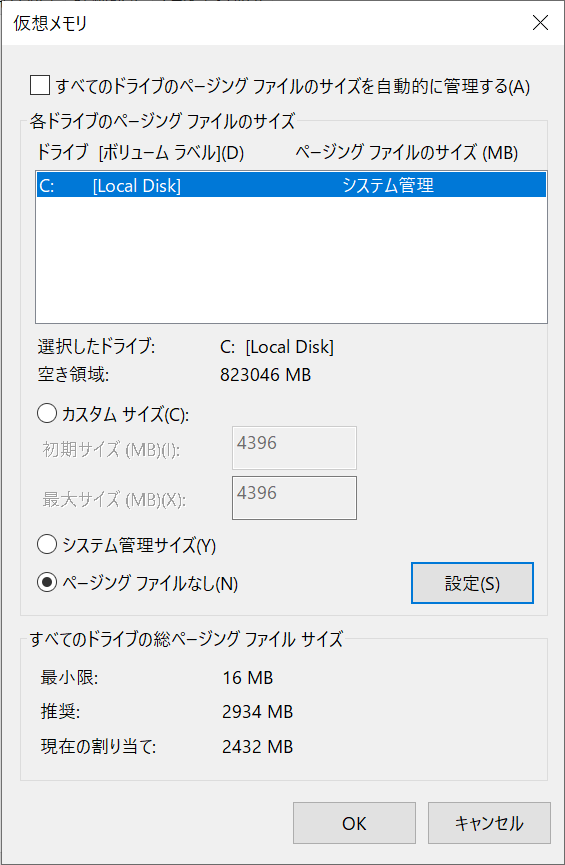 仮想メモリ
すべてのドライブのページング ファイルのサイズを自動的に管理する(A)
各ドライブのページング ファイルのサイズ
ドライブ [ボリューム ラベル](D) ページング ファイルのサイズ (MB)
C: [Local Disk] システム管理
選択したドライブ: C: [Local Disk]
空き領域: 823046 MB
カスタム サイズ(C):
初期サイズ (MB)(I): 4396
最大サイズ (MB)(X): 4396
システム管理サイズ(Y)
ページング ファイルなし(N) 設定(S)
すべてのドライブの総ページング ファイル サイズ
最小限: 16 MB
推奨: 2934 MB
現在の割り当て: 2432 MB
OK キャンセル